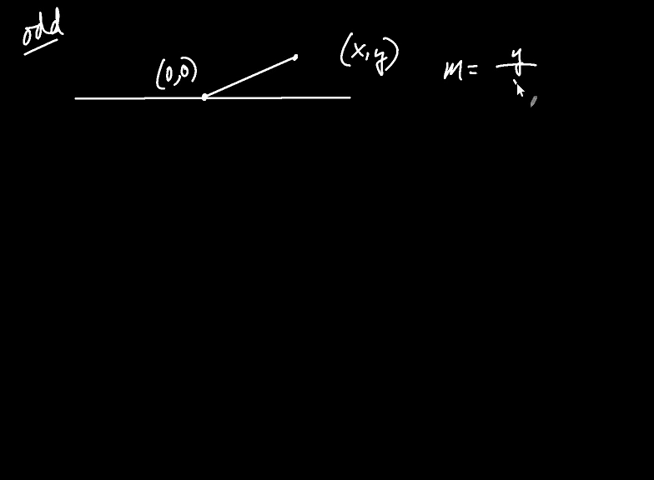 odd
(0,0)
(x,y)
m = y